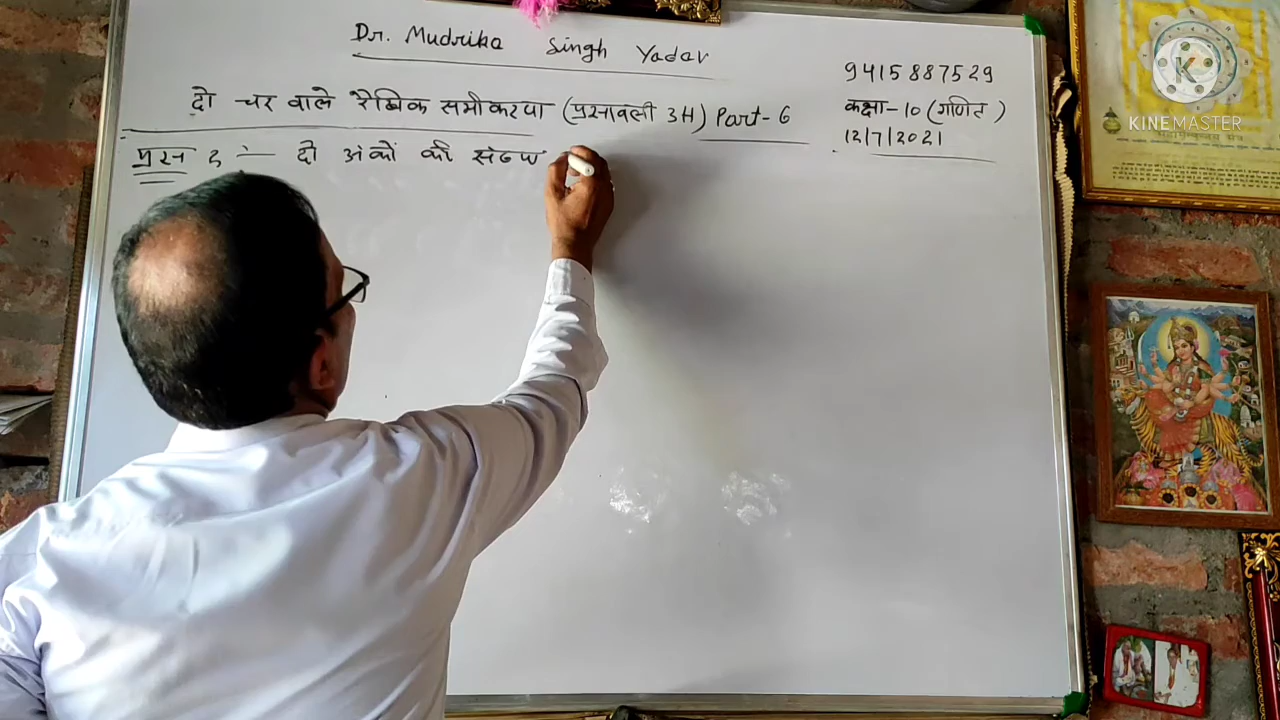 Dr. Mudrika Singh Yadav
9415887529
दो चर वाले रैखिक समीकरण (प्रश्नावली 3H) Part-6
कक्षा-10 (गणित)
12/7/2021
प्रश्न :- दो अंकों की संख्य
KINEMASTER